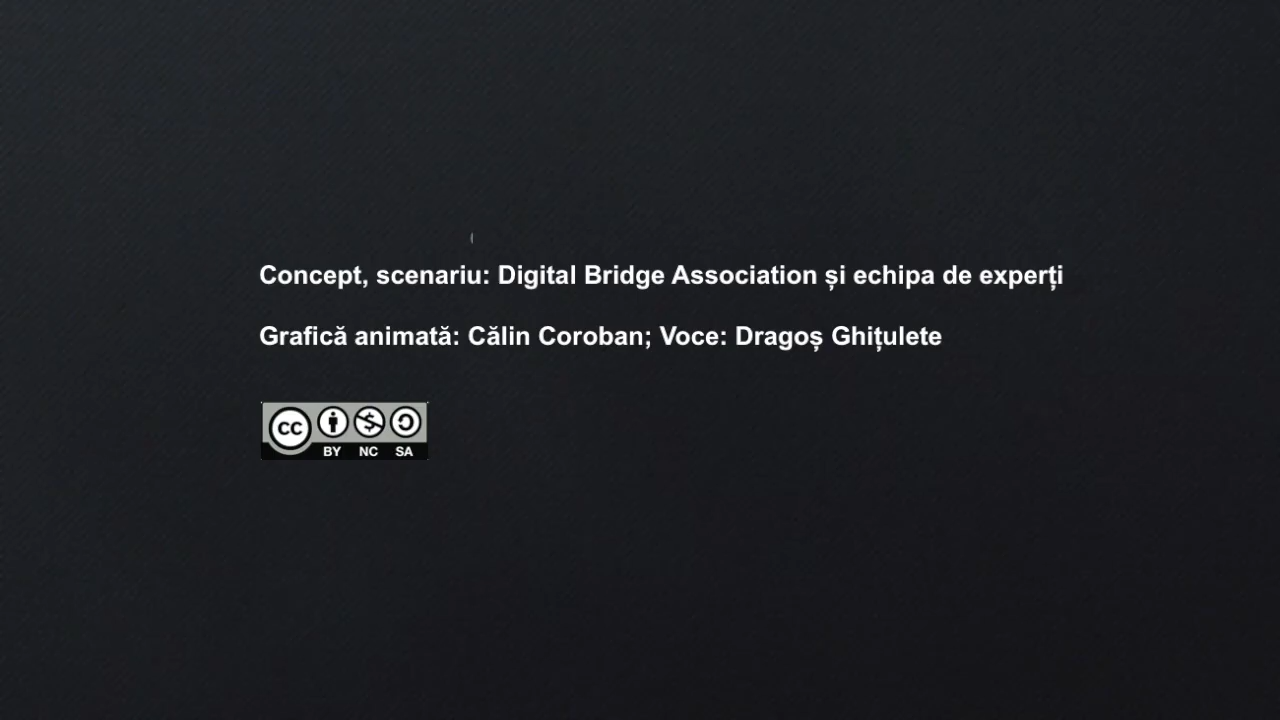 Concept, scenariu: Digital Bridge Association și echipa de experți
Grafică animată: Călin Coroban; Voce: Dragoș Ghițulete
CC
BY NC SA